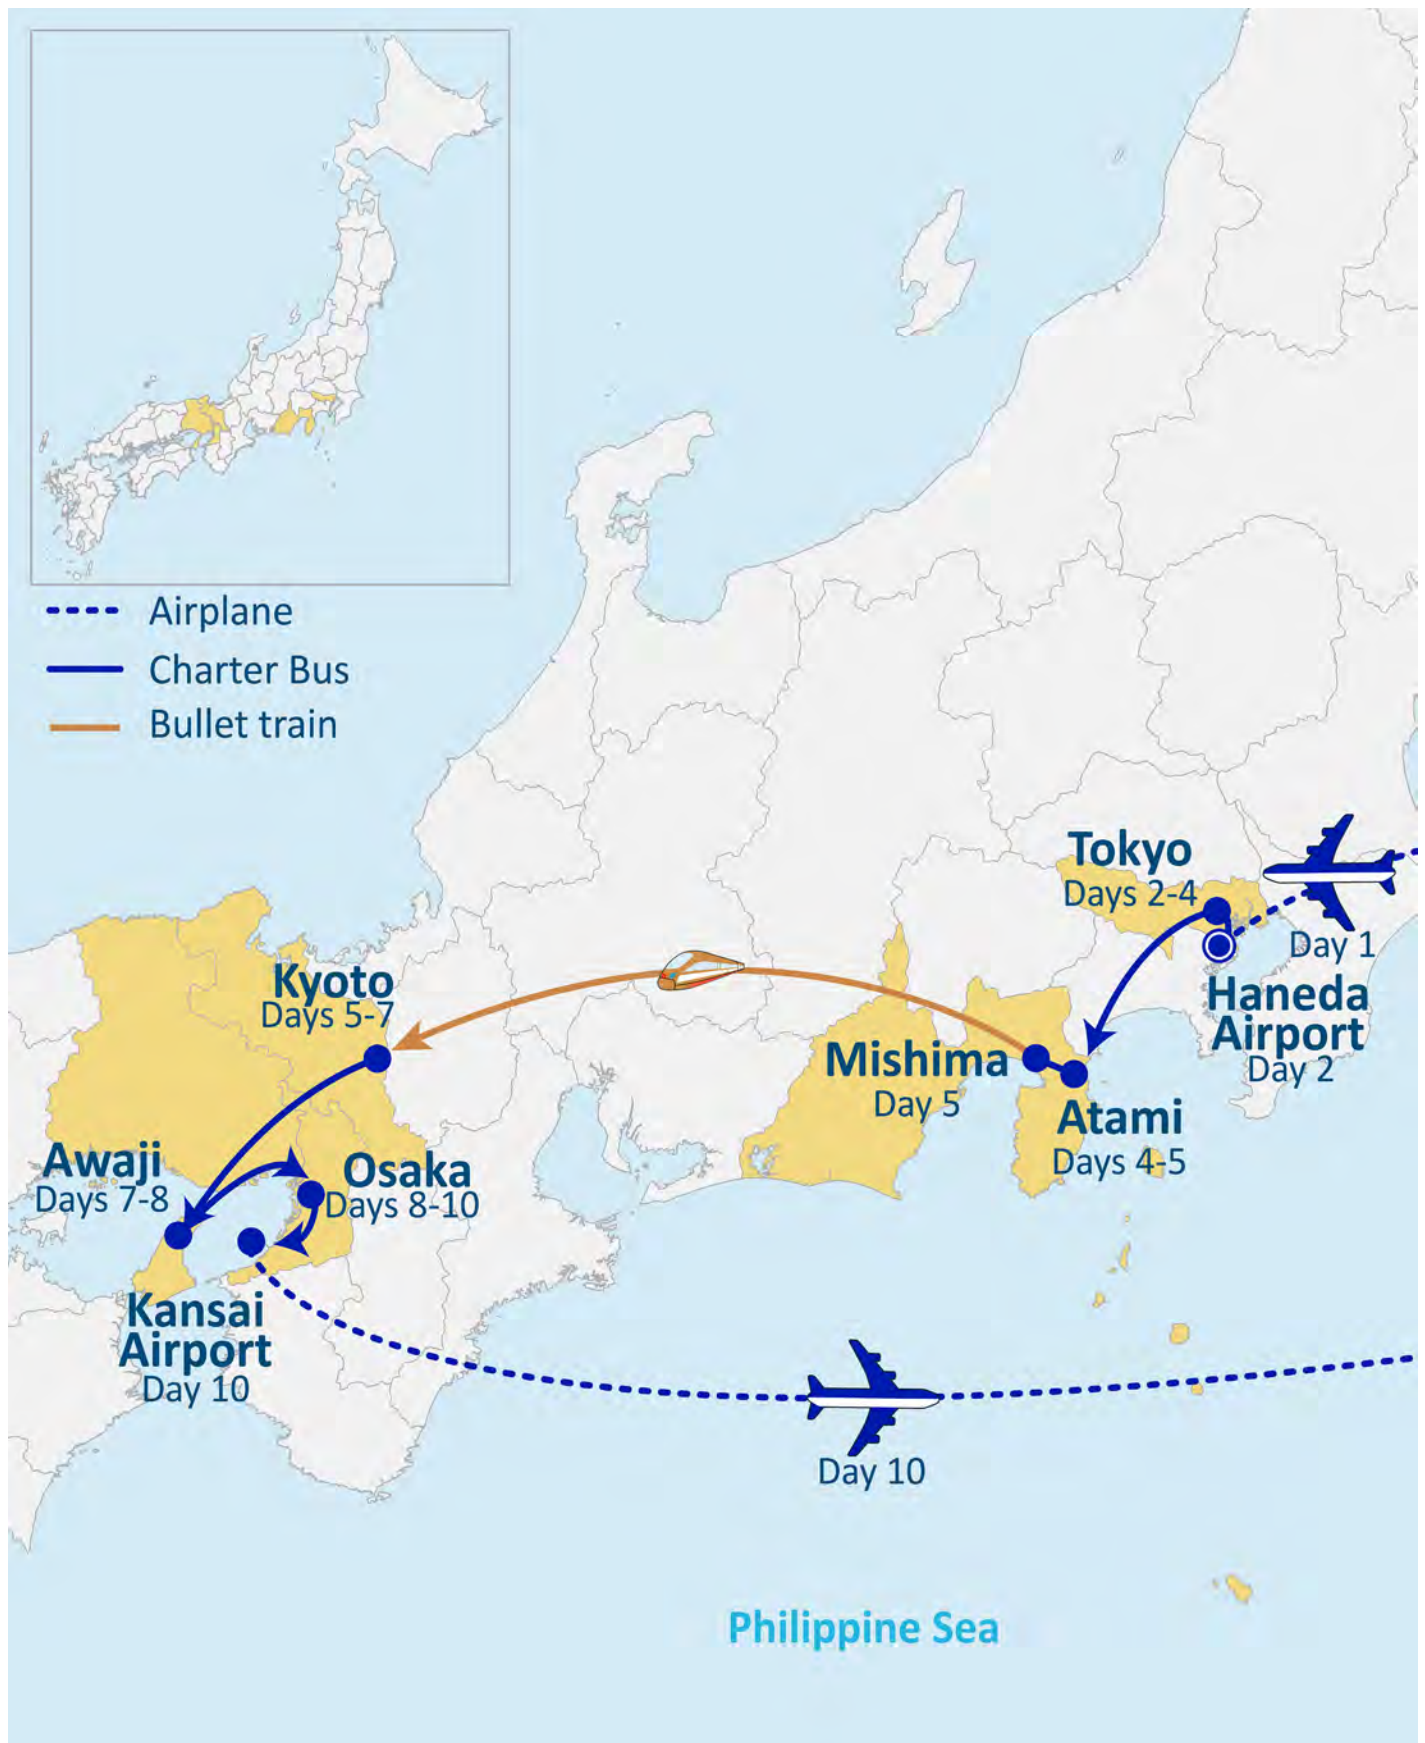 Airplane
Charter Bus
Bullet train
Tokyo
Days 2-4
Day 1
Haneda
Airport
Day 2
Kyoto
Days 5-7
Mishima
Day 5
Atami
Days 4-5
Awaji
Days 7-8
Osaka
Days 8-10
Kansai
Airport
Day 10
Day 10
Philippine Sea